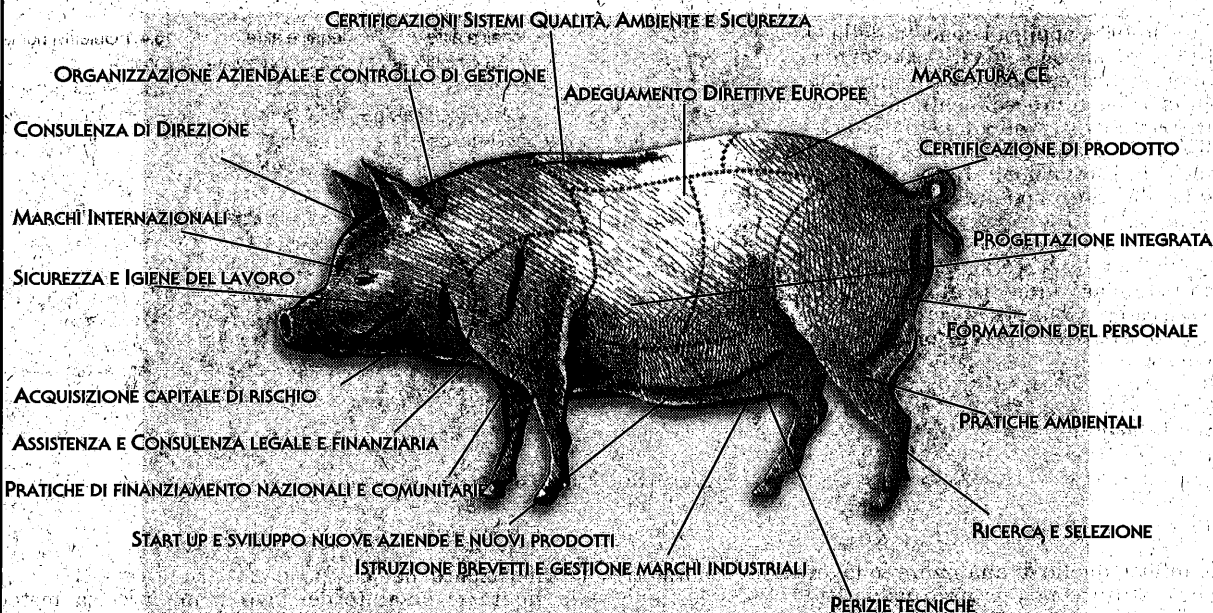 CERTIFICAZIONI SISTEMI QUALITÀ, AMBIENTE E SICUREZZA
ORGANIZZAZIONE AZIENDALE E CONTROLLO DI GESTIONE
MARCATURA CE
ADEGUAMENTO DIRETTIVE EUROPEE
CONSULENZA DI DIREZIONE
CERTIFICAZIONE DI PRODOTTO
MARCHI INTERNAZIONALI
PROGETTAZIONE INTEGRATA
SICUREZZA E IGIENE DEL LAVORO
FORMAZIONE DEL PERSONALE
ACQUISIZIONE CAPITALE DI RISCHIO
PRATICHE AMBIENTALI
ASSISTENZA E CONSULENZA LEGALE E FINANZIARIA
PRATICHE DI FINANZIAMENTO NAZIONALI E COMUNITARIE
RICERCA E SELEZIONE
START UP E SVILUPPO NUOVE AZIENDE E NUOVI PRODOTTI
ISTRUZIONE BREVETTI E GESTIONE MARCHI INDUSTRIALI
PERIZIE TECNICHE